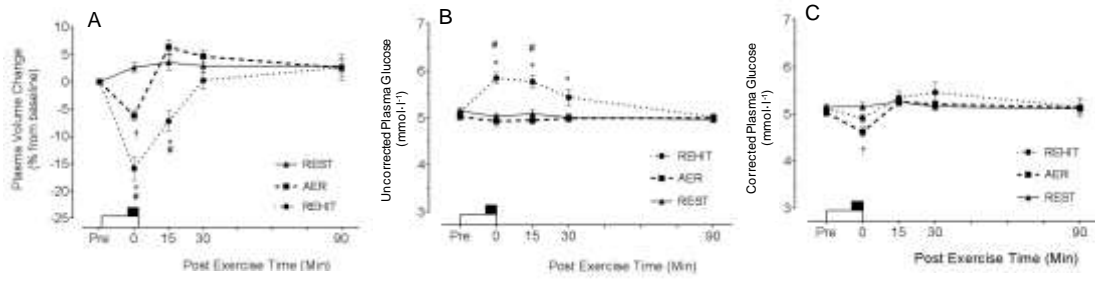 A
Plasma Volume Change
(% from baseline)
10
5
0
-5
-10
-15
-20
-25
†
†
#
‡
#
REST
AER
REHIT
Pre 0 15 30 90
Post Exercise Time (Min)
B
Uncorrected Plasma Glucose
(mmol·l-1)
7
6
5
4
3
#
#
REHIT
AER
REST
Pre 0 15 30 90
Post Exercise Time (Min)
C
Corrected Plasma Glucose
(mmol·l-1)
7
6
5
4
3
†
REHIT
AER
REST
Pre 0 15 30 90
Post Exercise Time (Min)